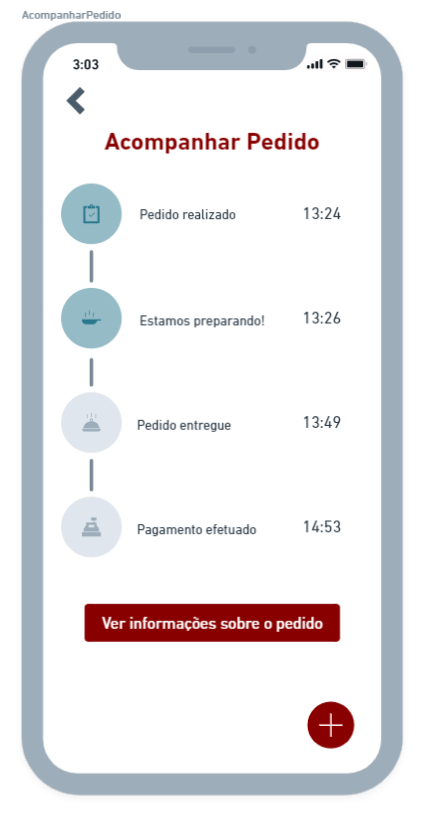 AcompanharPedido
3:03
Acompanhar Pedido
Pedido realizado 13:24
Estamos preparando! 13:26
Pedido entregue 13:49
Pagamento efetuado 14:53
Ver informações sobre o pedido